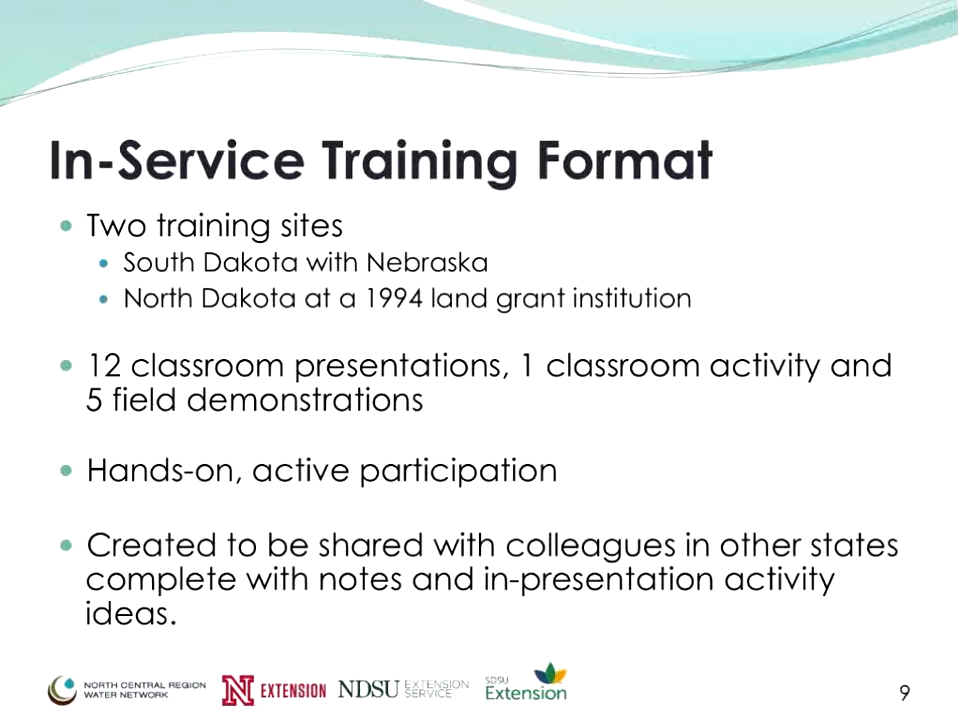 In-Service Training Format
Two training sites
South Dakota with Nebraska
North Dakota at a 1994 land grant institution
12 classroom presentations, 1 classroom activity and
5 field demonstrations
Hands-on, active participation
Created to be shared with colleagues in other states
complete with notes and in-presentation activity
ideas.
NORTH CENTRAL REGION
WATER NETWORK
N EXTENSION
NDSU EXTENSION
SERVICE
SDSU
Extension
9